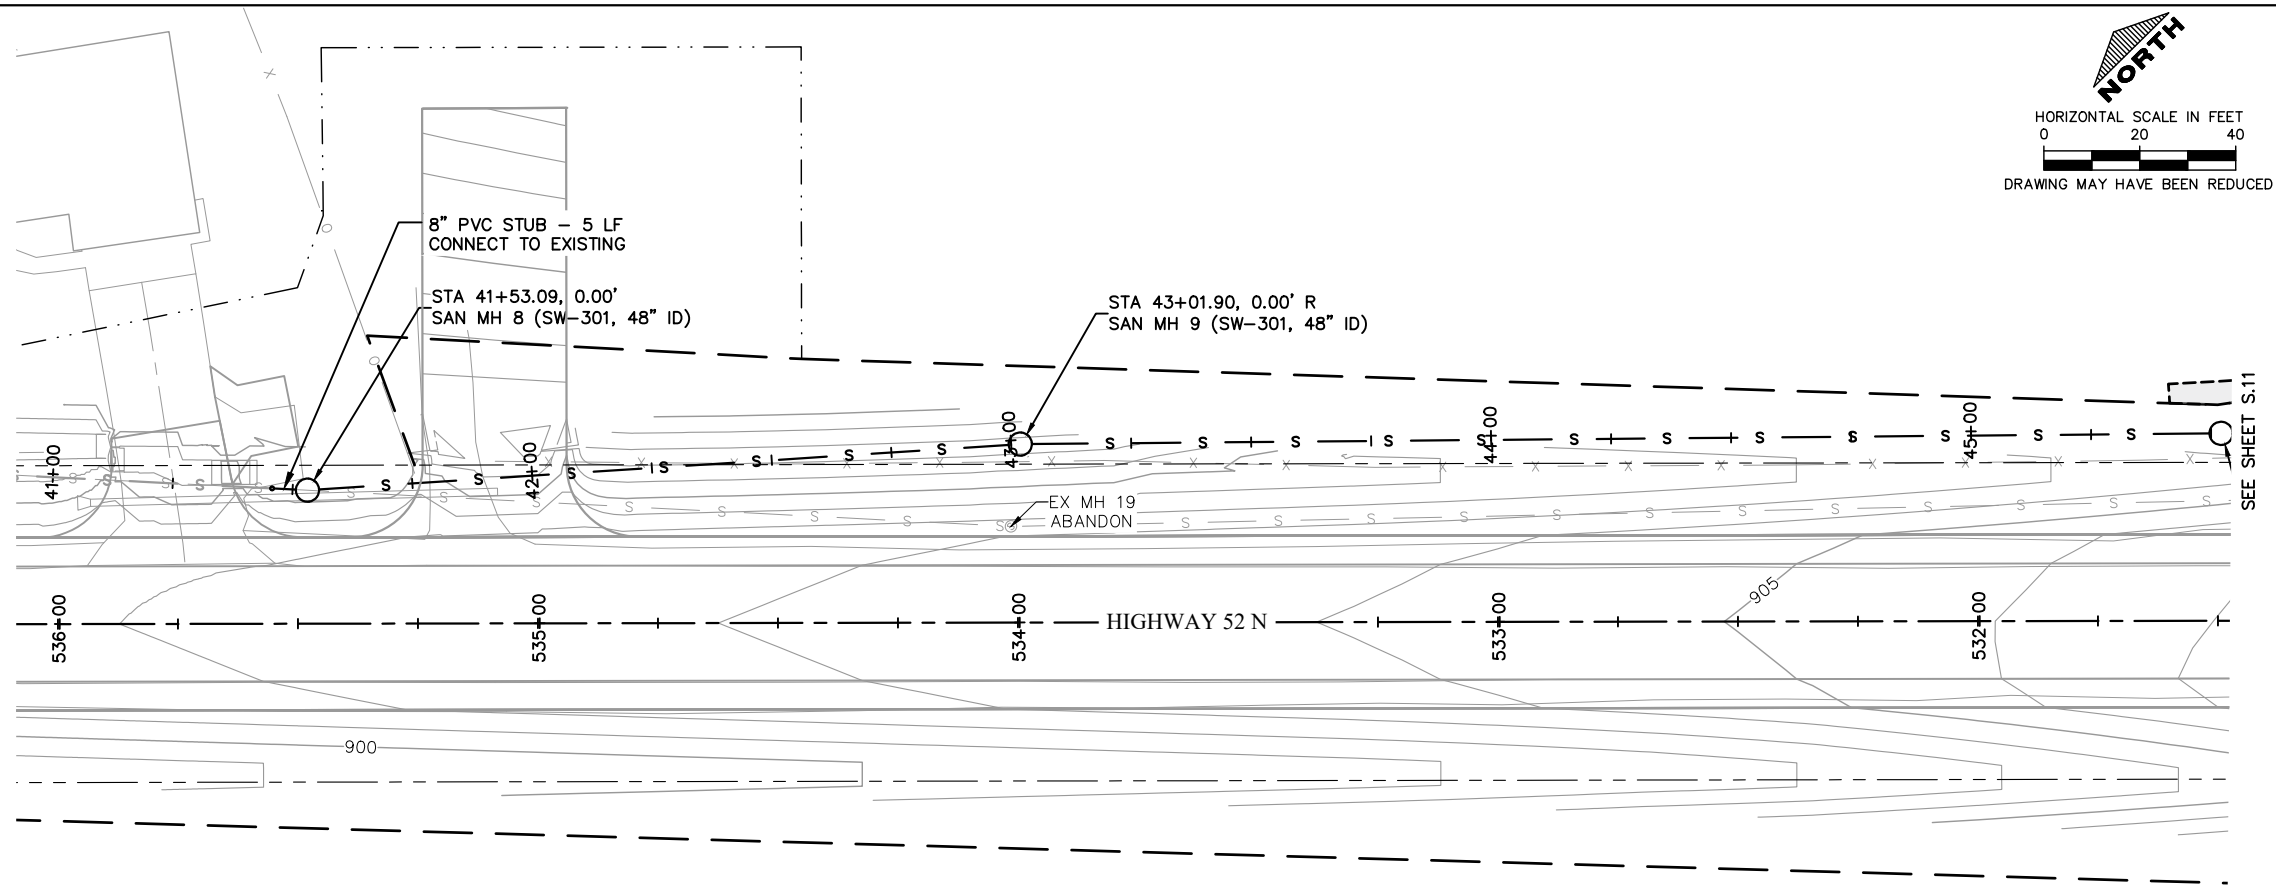 NORTH
HORIZONTAL SCALE IN FEET
0 20 40
DRAWING MAY HAVE BEEN REDUCED
8" PVC STUB - 5 LF
CONNECT TO EXISTING
STA 41+53.09, 0.00'
SAN MH 8 (SW-301, 48" ID)
STA 43+01.90, 0.00' R
SAN MH 9 (SW-301, 48" ID)
41+00
42+00
43+00
44+00
45+00
SEE SHEET S.11
S S S S S S S S S S S S S S S S S S
X X X X X X X X X X X X
EX MH 19
ABANDON
S S S S S S S S S S S S S S S S S
536+00
535+00
534+00
HIGHWAY 52 N
533+00
905
532+00
900